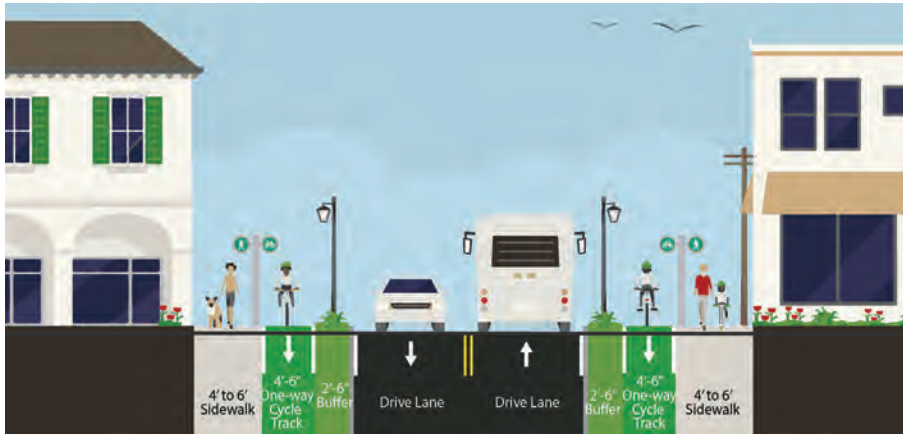 4' to 6'
Sidewalk
4'-6"
One-way
Cycle
Track
2'-6"
Buffer
Drive Lane
Drive Lane
2'-6"
Buffer
4'-6"
One-way
Cycle
Track
4' to 6'
Sidewalk